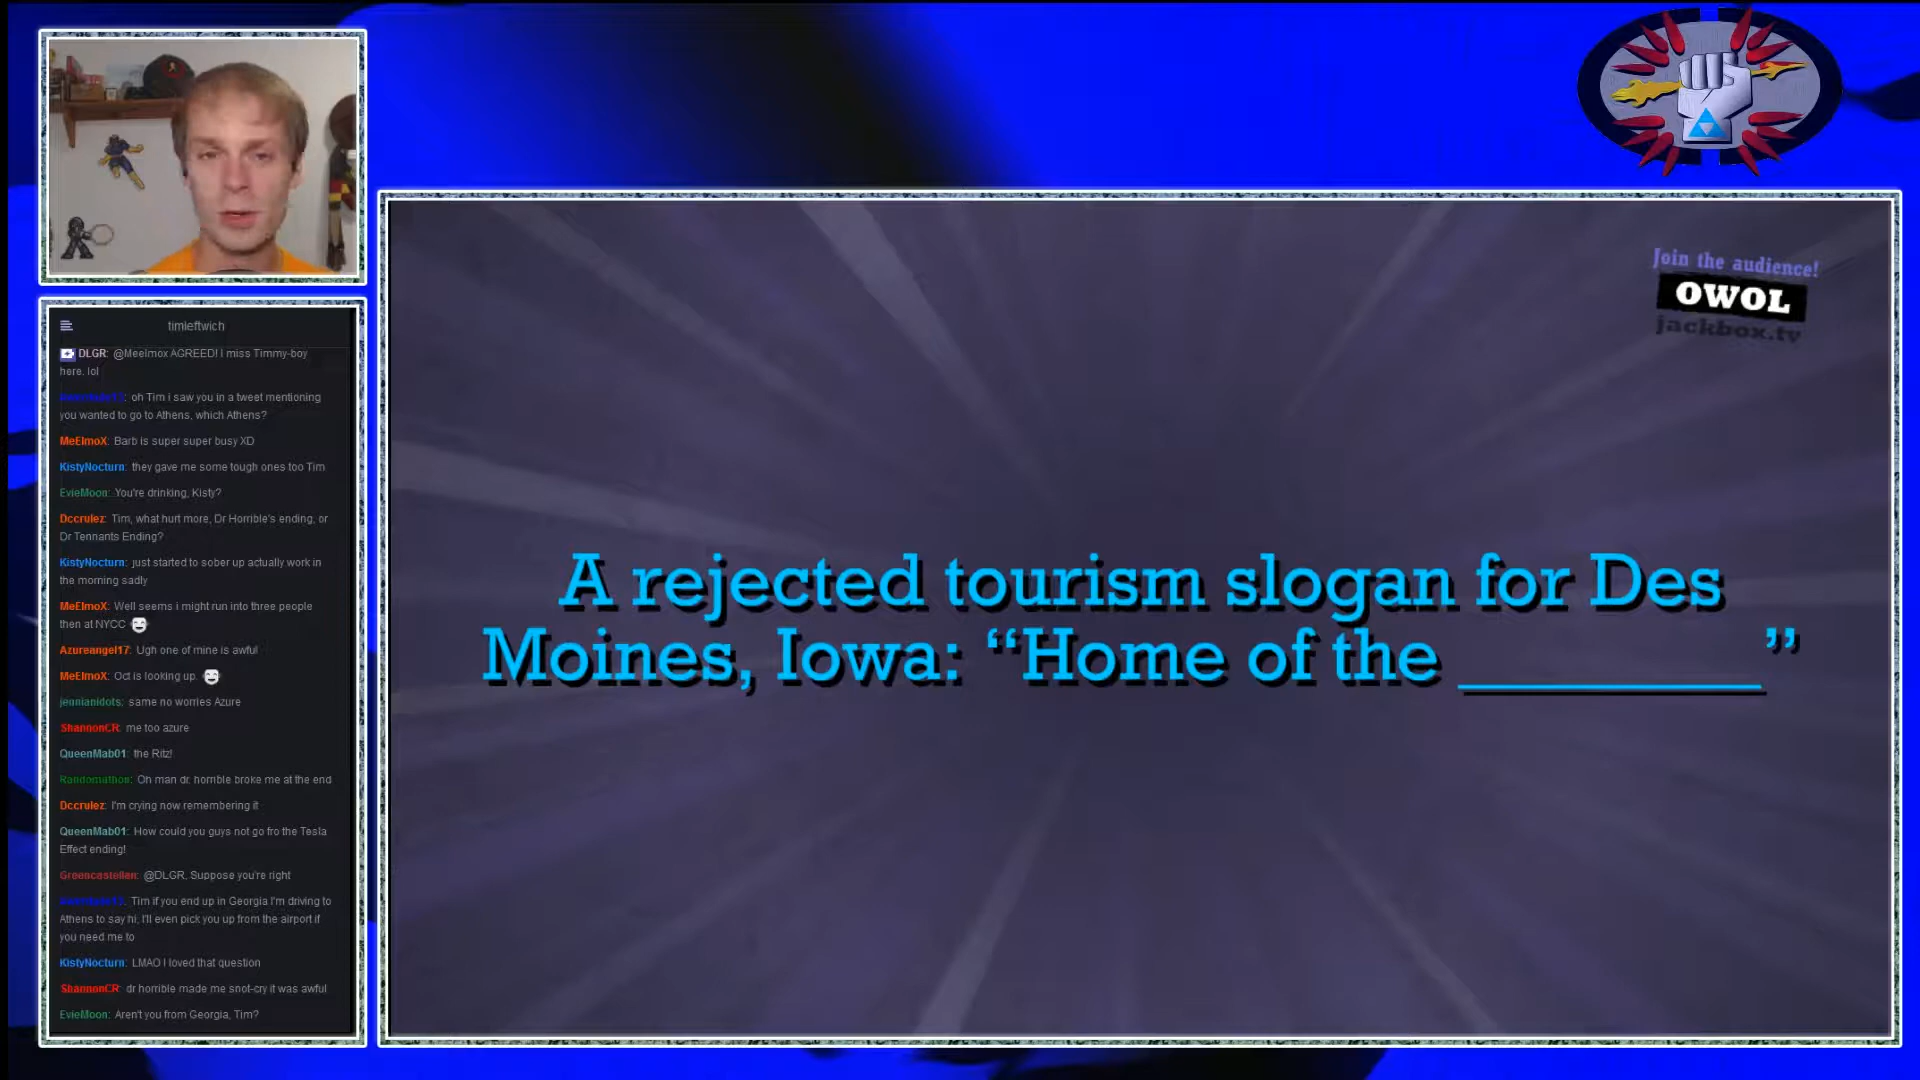 timleftwich
DLGR: @MeElmox AGREED! I miss Timmy-boy
here. lol
oh Tim i saw you in a tweet mentioning
you wanted to go to Athens, which Athens?
MeElmoX: Barb is super super busy XD
KistyNocturn: they gave me some tough ones too Tim
EvieMoon: You're drinking, Kisty?
Dccrulez: Tim, what hurt more, Dr Horrible's ending, or
Dr Tennants Ending?
KistyNocturn: just started to sober up actually work in
the morning sadly
MeElmoX: Well seems i might run into three people
then at NYCC
Azureangel17: Ugh one of mine is awful
MeElmoX: Oct is looking up.
jennianidots: same no worries Azure
ShannonCR: me too azure
QueenMab01: the Ritz!
Randomathon: Oh man dr. horrible broke me at the end
Dccrulez: I'm crying now remembering it
QueenMab01: How could you guys not go fro the Tesla
Effect ending!
Greencastellan: @DLGR, Suppose you're right
Tim if you end up in Georgia I'm driving to
Athens to say hi, I'll even pick you up from the airport if
you need me to
KistyNocturn: LMAO I loved that question
ShannonCR: dr horrible made me snot-cry it was awful
EvieMoon: Aren't you from Georgia, Tim?
Join the audience!
OWOL
jackbox.tv
A rejected tourism slogan for Des
Moines, Iowa: “Home of the __________”